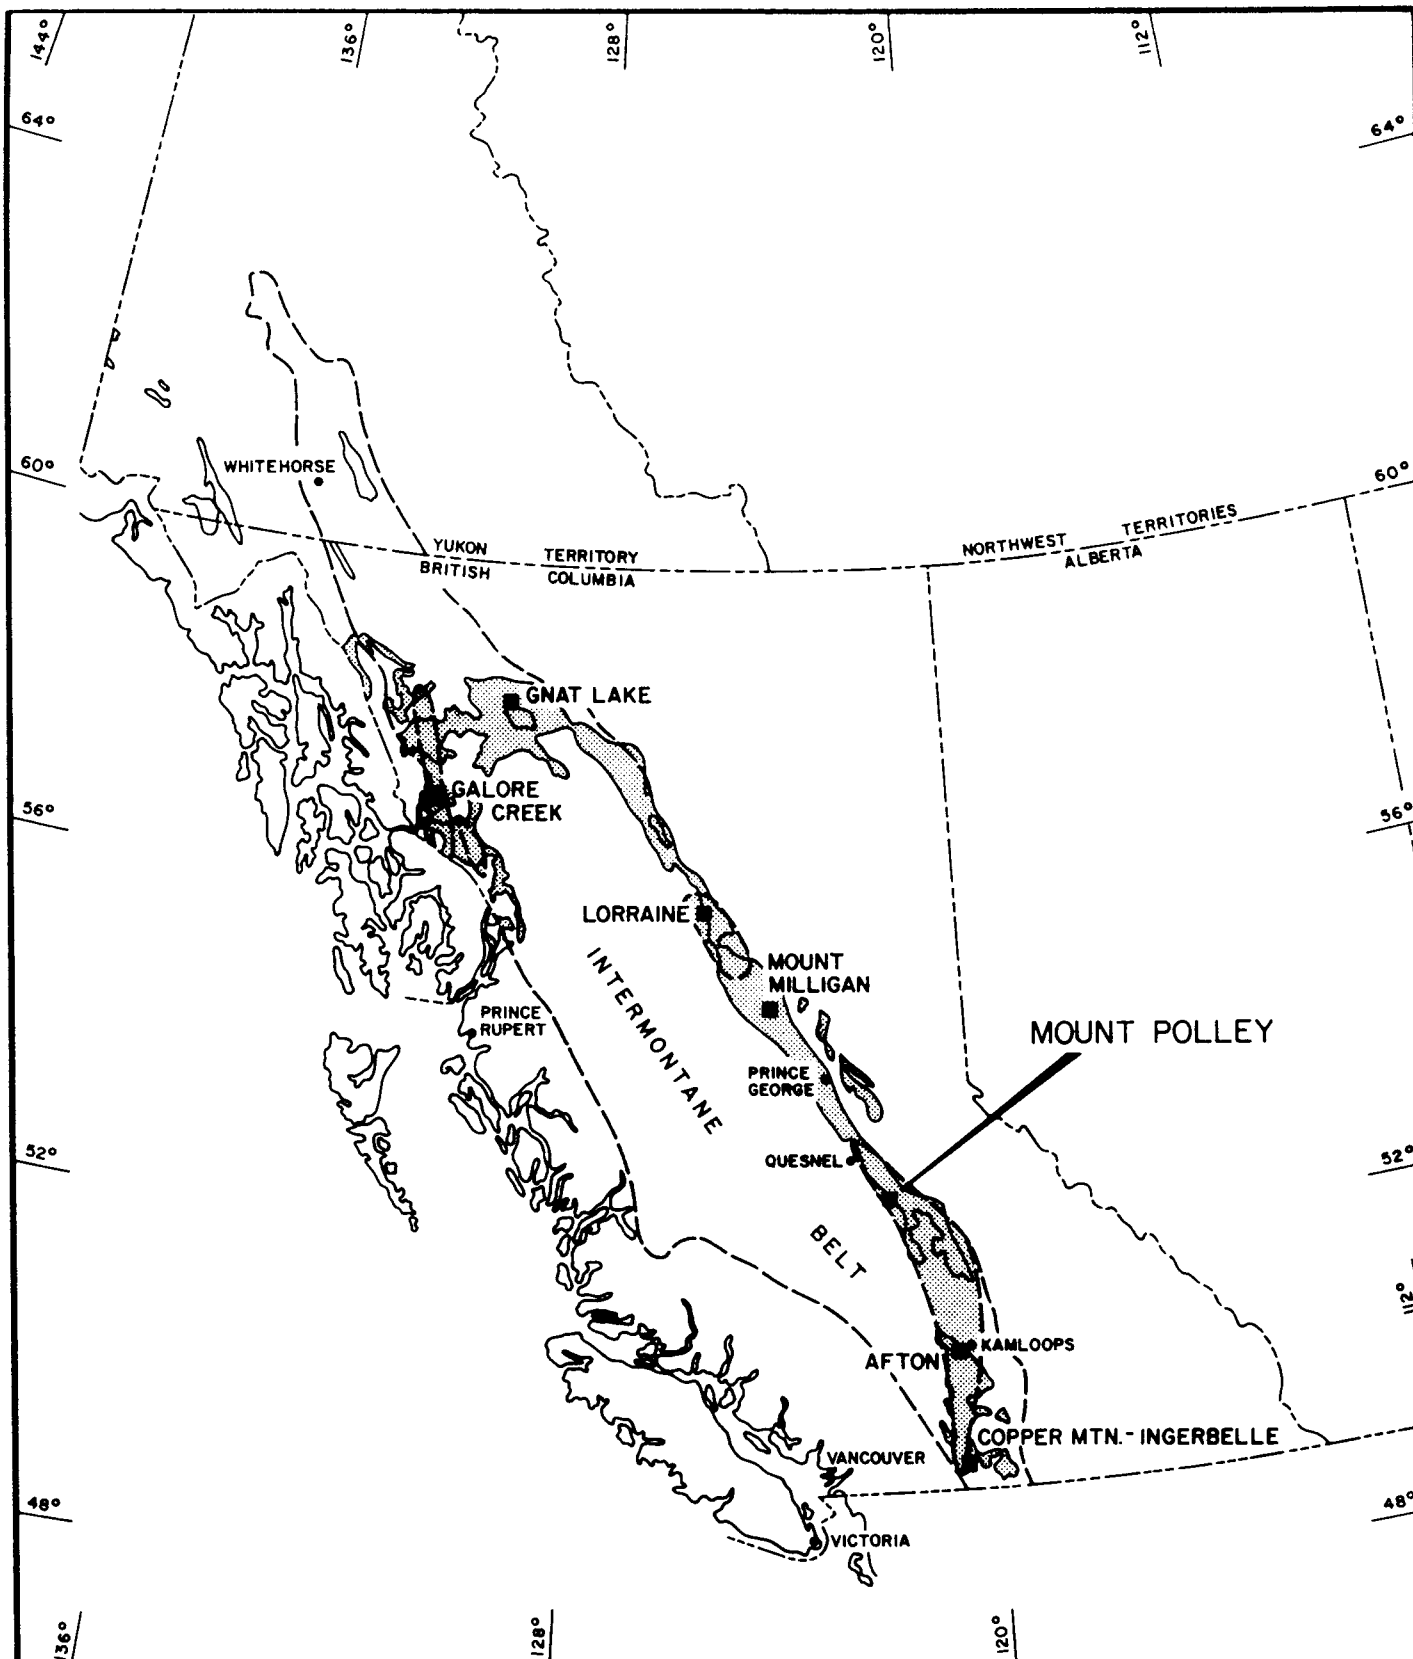 144°
136°
128°
120°
112°
64°
64°
WHITEHORSE
60°
60°
YUKON TERRITORY
BRITISH COLUMBIA
NORTHWEST TERRITORIES
ALBERTA
GNAT LAKE
GALORE
CREEK
56°
56°
LORRAINE
MOUNT
MILLIGAN
INTERMONTANE
BELT
PRINCE
RUPERT
MOUNT POLLEY
PRINCE
GEORGE
QUESNEL
52°
52°
112°
KAMLOOPS
AFTON
COPPER MTN.-INGERBELLE
VANCOUVER
48°
48°
VICTORIA
136°
128°
120°